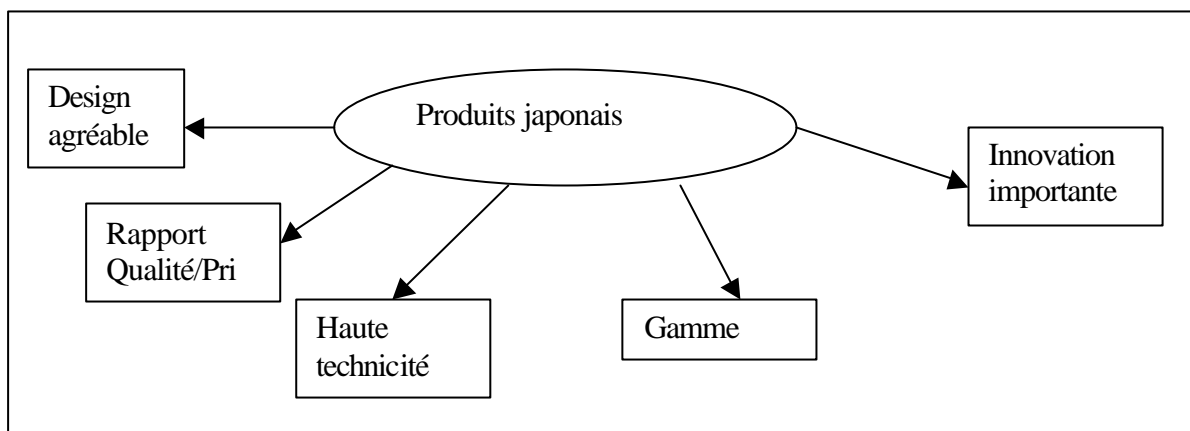 Produits japonais
Design
agréable
Innovation
importante
Rapport
Qualité/Pri
Haute
technicité
Gamme